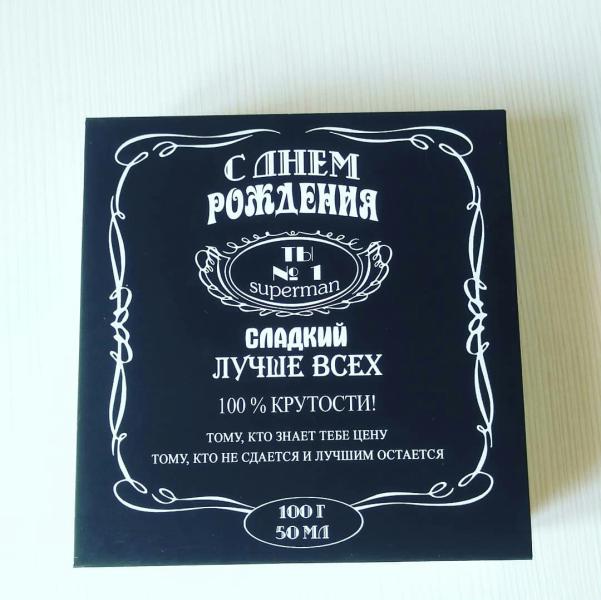 С ДНЕМ
РОЖДЕНИЯ
ТЫ
№ 1
superman
СЛАДКИЙ
ЛУЧШЕ ВСЕХ
100 % КРУТОСТИ!
ТОМУ, КТО ЗНАЕТ ТЕБЕ ЦЕНУ
ТОМУ, КТО НЕ СДАЕТСЯ И ЛУЧШИМ ОСТАЕТСЯ
100 Г
50 МЛ